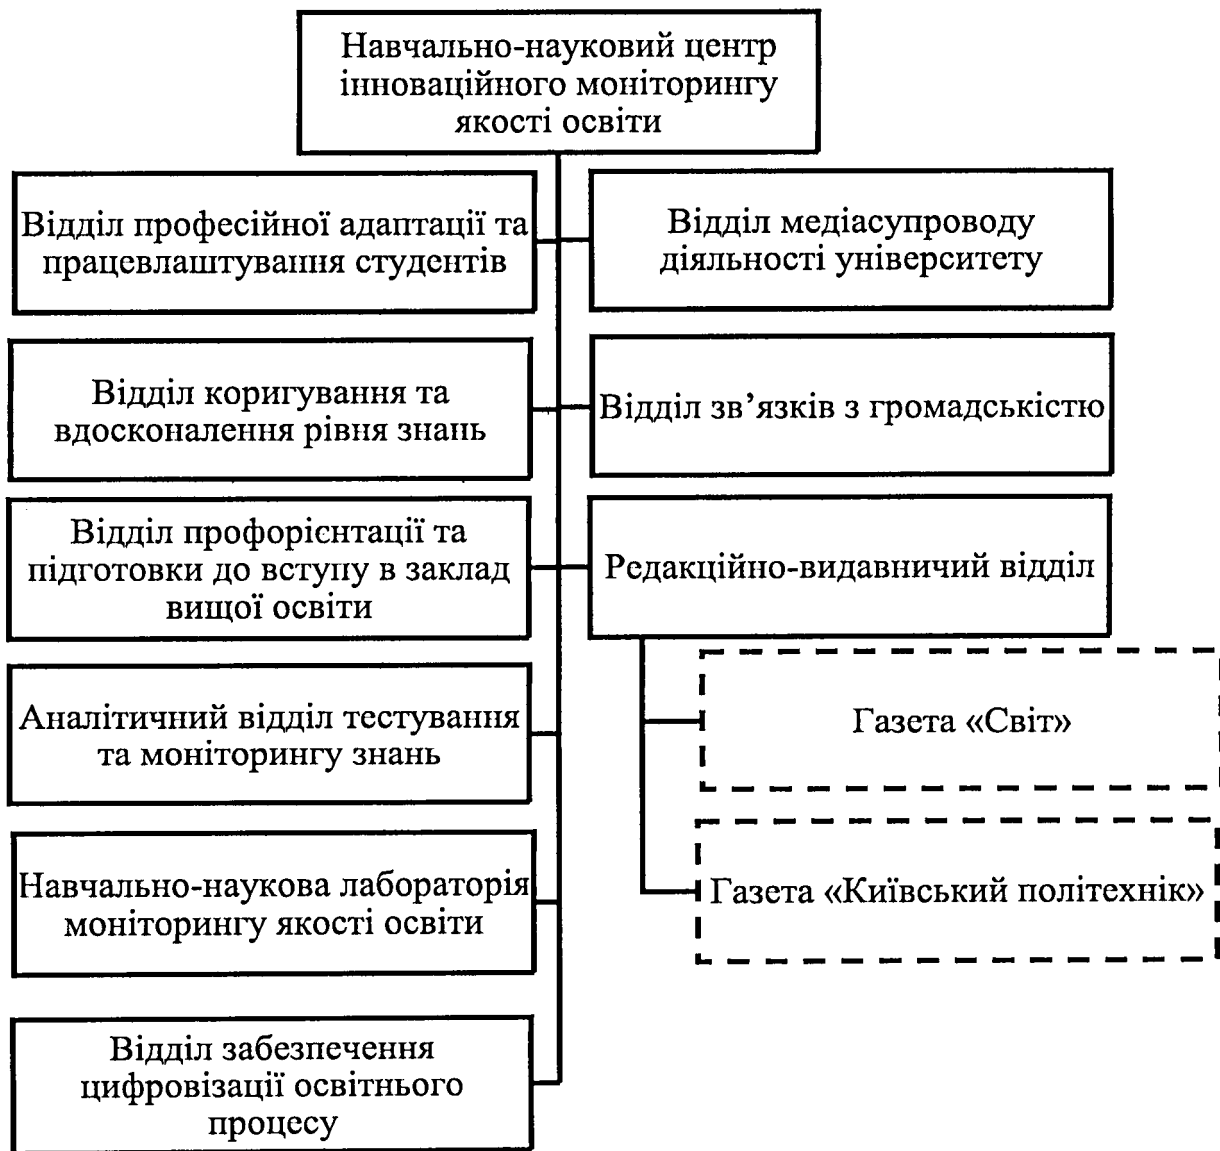 Навчально-науковий центр
інноваційного моніторингу
якості освіти
Відділ професійної адаптації та
працевлаштування студентів
Відділ медіасупроводу
діяльності університету
Відділ коригування та
вдосконалення рівня знань
Відділ зв’язків з громадськістю
Відділ профорієнтації та
підготовки до вступу в заклад
вищої освіти
Редакційно-видавничий відділ
Аналітичний відділ тестування
та моніторингу знань
Газета «Світ»
Навчально-наукова лабораторія
моніторингу якості освіти
Газета «Київський політехнік»
Відділ забезпечення
цифровізації освітнього
процесу